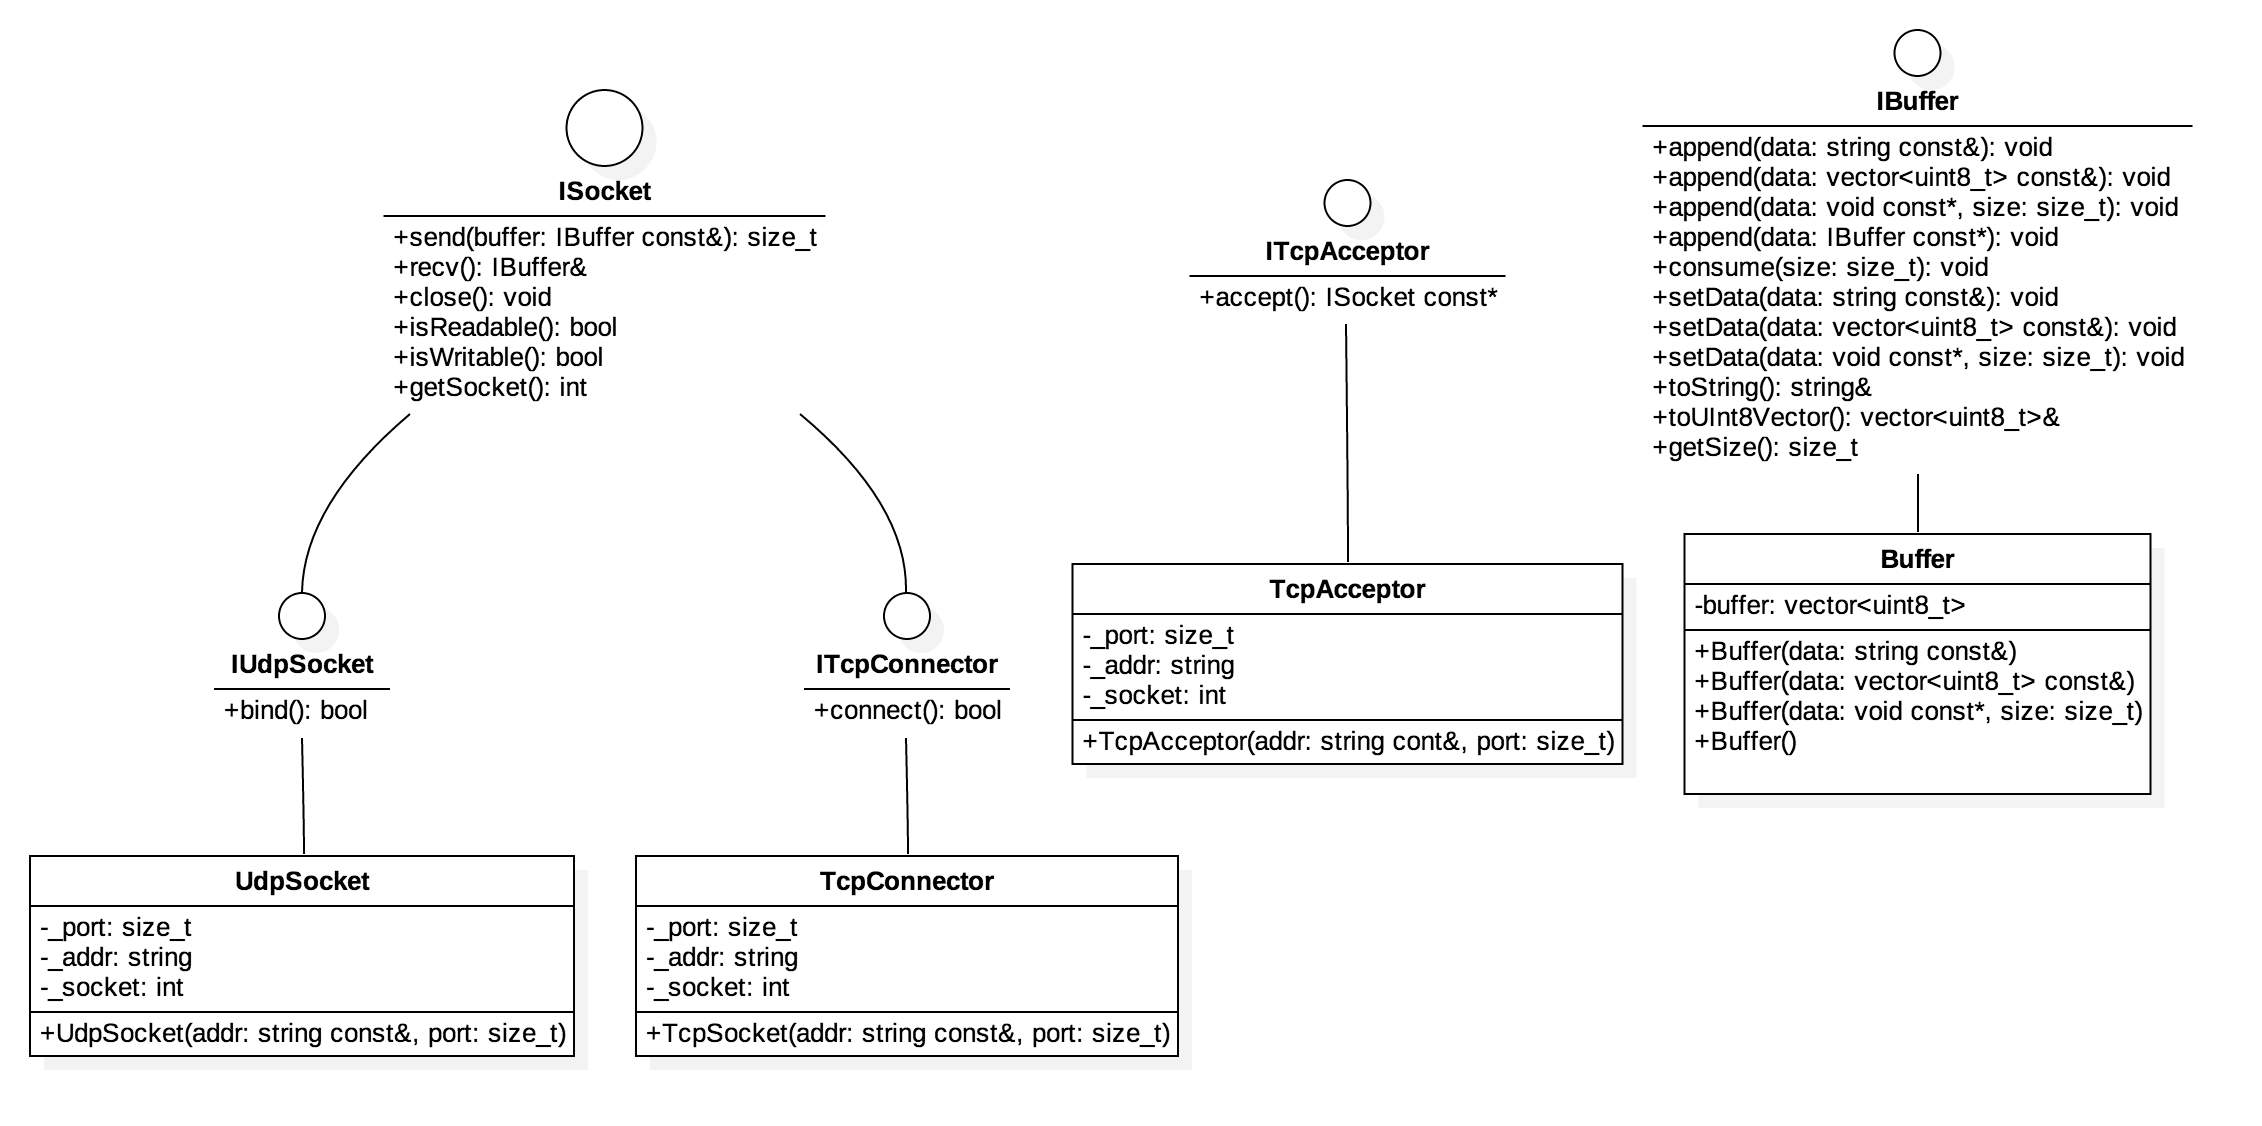 ISocket
+send(buffer: IBuffer const&): size_t
+recv(): IBuffer&
+close(): void
+isReadable(): bool
+isWritable(): bool
+getSocket(): int
IUdpSocket
+bind(): bool
UdpSocket
-_port: size_t
-_addr: string
-_socket: int
+UdpSocket(addr: string const&, port: size_t)
ITcpConnector
+connect(): bool
TcpConnector
-_port: size_t
-_addr: string
-_socket: int
+TcpSocket(addr: string const&, port: size_t)
ITcpAcceptor
+accept(): ISocket const*
TcpAcceptor
-_port: size_t
-_addr: string
-_socket: int
+TcpAcceptor(addr: string cont&, port: size_t)
IBuffer
+append(data: string const&): void
+append(data: vector<uint8_t> const&): void
+append(data: void const*, size: size_t): void
+append(data: IBuffer const*): void
+consume(size: size_t): void
+setData(data: string const&): void
+setData(data: vector<uint8_t> const&): void
+setData(data: void const*, size: size_t): void
+toString(): string&
+toUInt8Vector(): vector<uint8_t>&
+getSize(): size_t
Buffer
-buffer: vector<uint8_t>
+Buffer(data: string const&)
+Buffer(data: vector<uint8_t> const&)
+Buffer(data: void const*, size: size_t)
+Buffer()